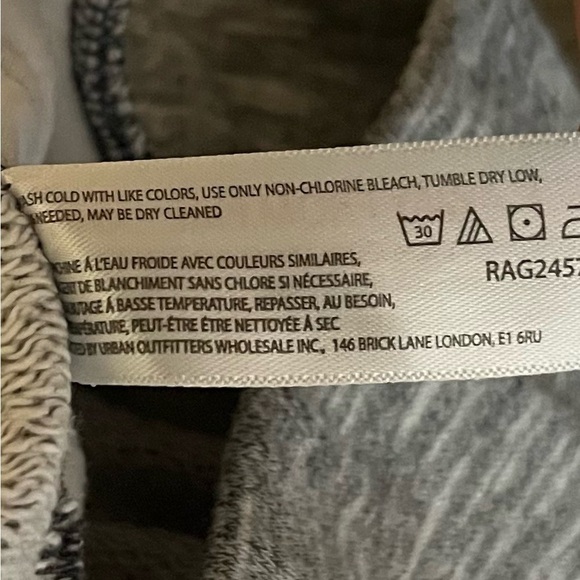 ASH COLD WITH LIKE COLORS, USE ONLY NON-CHLORINE BLEACH, TUMBLE DRY LOW,
NEEDED, MAY BE DRY CLEANED
30
HINE À L'EAU FROIDE AVEC COULEURS SIMILAIRES,
DE BLANCHIMENT SANS CHLORE SI NÉCESSAIRE,
À BASSE TEMPERATURE, REPASSER, AU BESOIN,
PEUT-ÊTRE ÊTRE NETTOYÉE À SEC
RAG2457
BY URBAN OUTFITTERS WHOLESALE INC., 146 BRICK LANE LONDON, E1 6RU